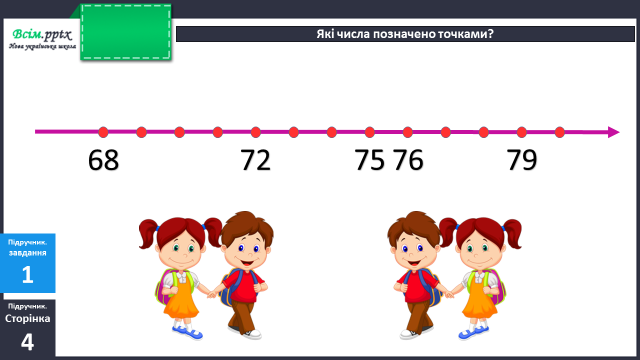 Всім.pptx
Нова українська школа
Які числа позначено точками?
68 72 75 76 79
Підручник.
завдання
1
Підручник.
Сторінка
4